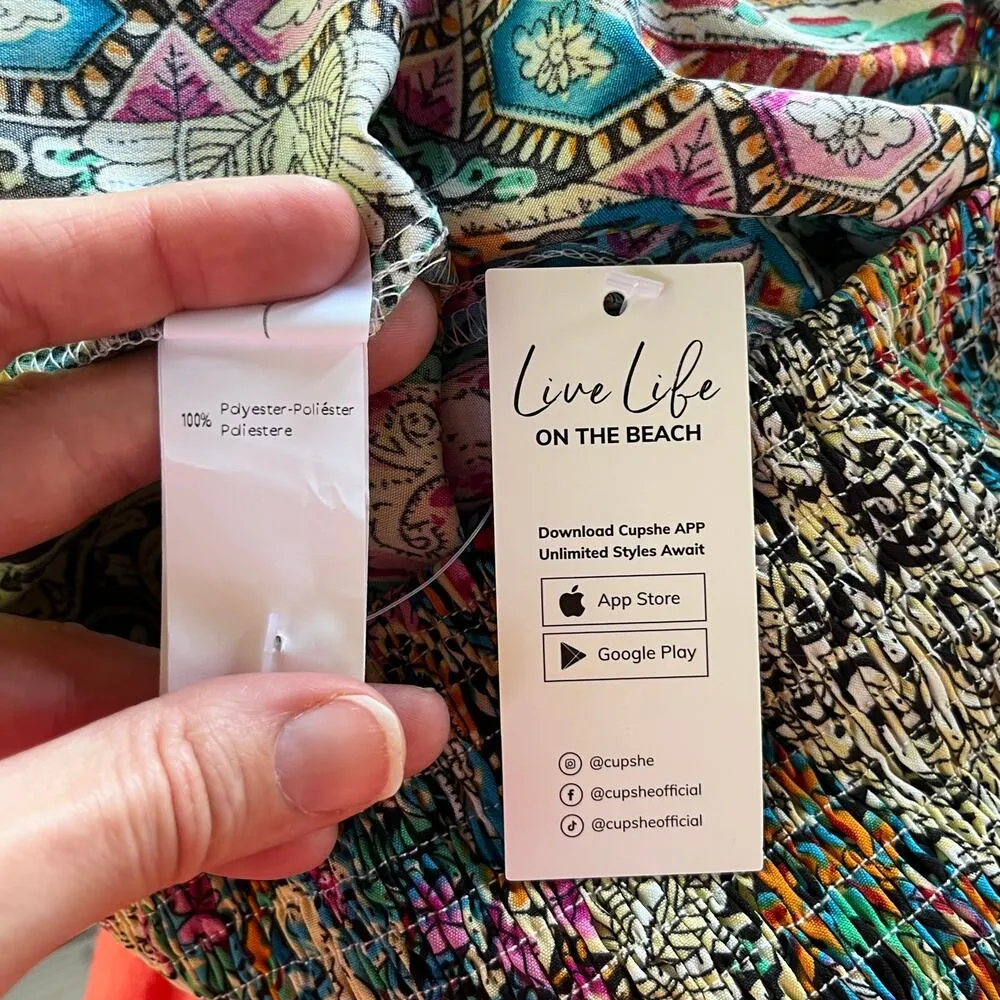 100% Polyester-Poliéster
Poliestere
Live Life
ON THE BEACH
Download Cupshe APP
Unlimited Styles Await
App Store
Google Play
@cupshe
@cupsheofficial
@cupsheofficial